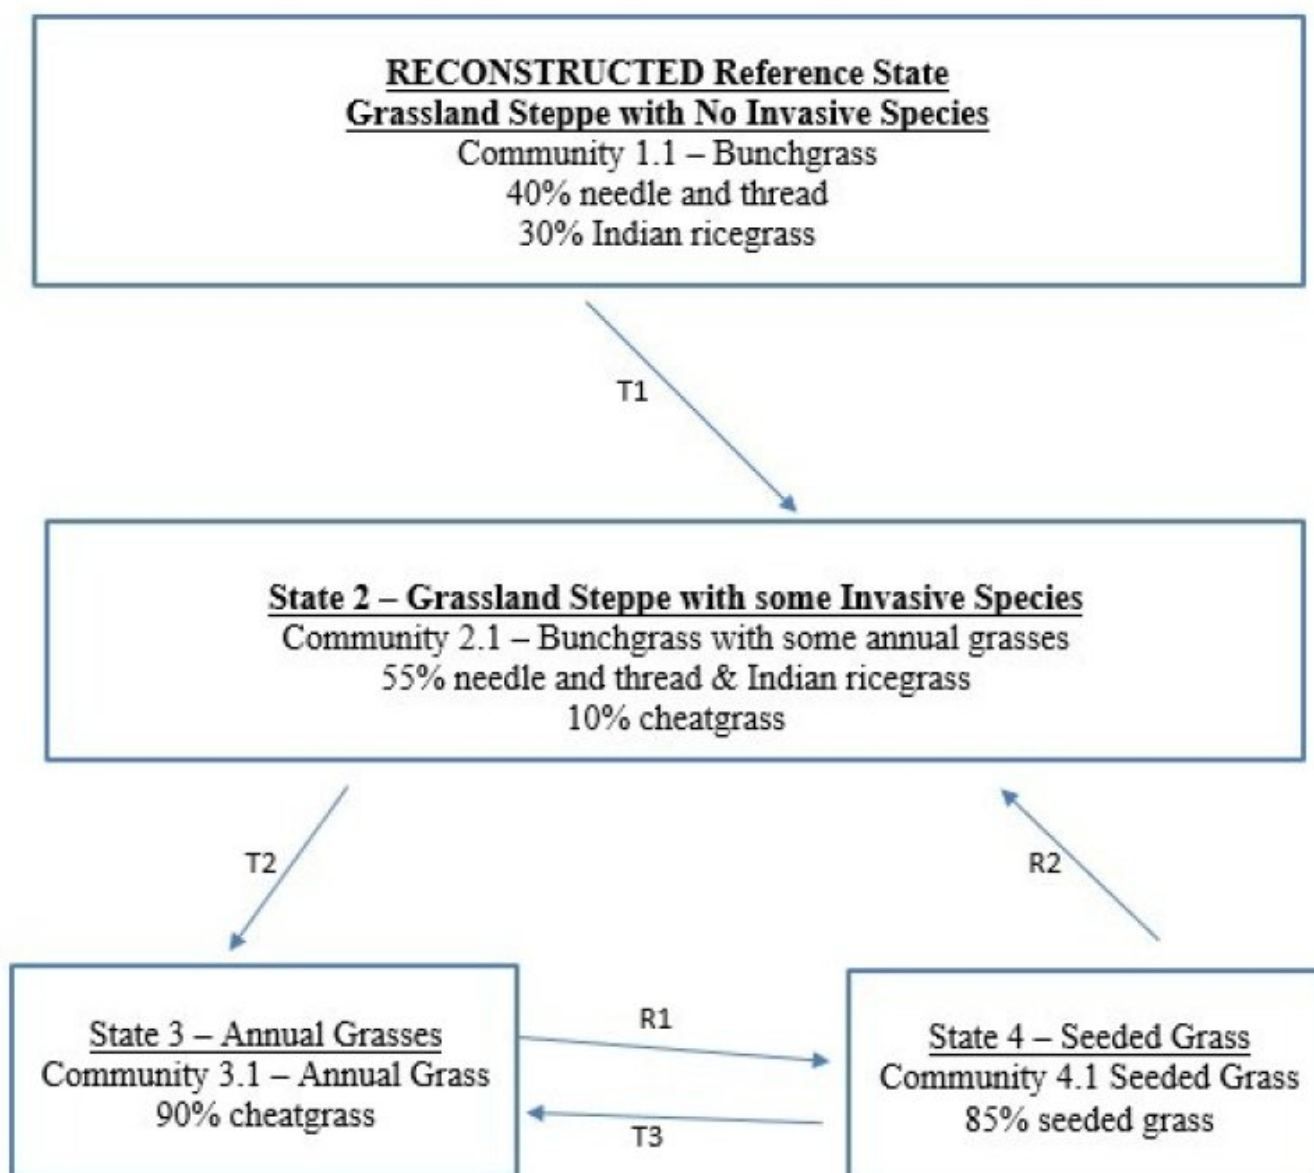 RECONSTRUCTED Reference State
Grassland Steppe with No Invasive Species
Community 1.1 – Bunchgrass
40% needle and thread
30% Indian ricegrass
T1
State 2 – Grassland Steppe with some Invasive Species
Community 2.1 – Bunchgrass with some annual grasses
55% needle and thread & Indian ricegrass
10% cheatgrass
T2
R2
State 3 – Annual Grasses
Community 3.1 – Annual Grass
90% cheatgrass
R1
T3
State 4 – Seeded Grass
Community 4.1 Seeded Grass
85% seeded grass